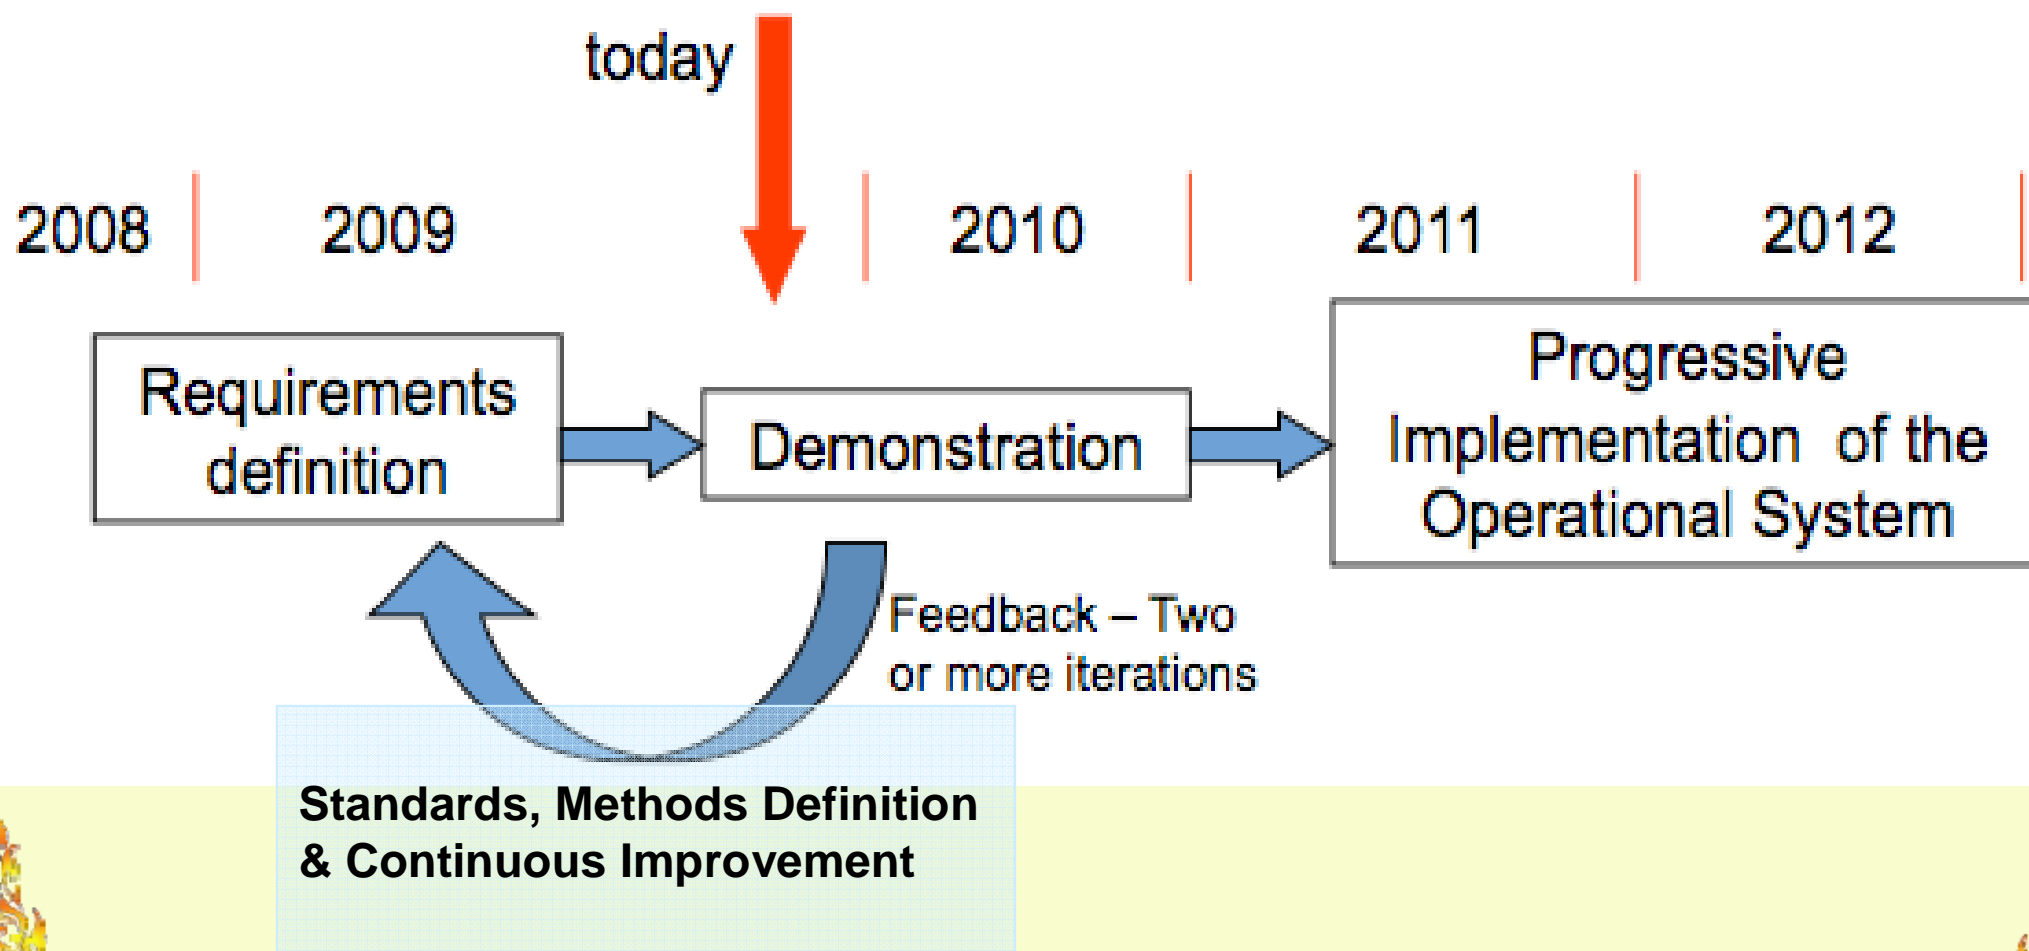 today
2008 2009 2010 2011 2012
Requirements
definition
Demonstration
Progressive
Implementation of the
Operational System
Feedback – Two
or more iterations
Standards, Methods Definition
& Continuous Improvement